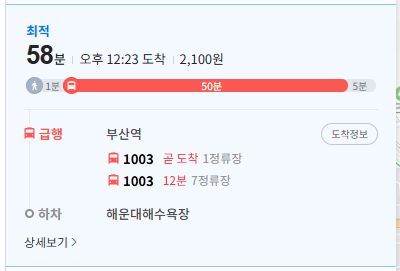 최적
58분 오후 12:23 도착 2,100원
1분 50분 5분
급행 부산역 도착정보
1003 곧 도착 1정류장
1003 12분 7정류장
하차 해운대해수욕장
상세보기 >